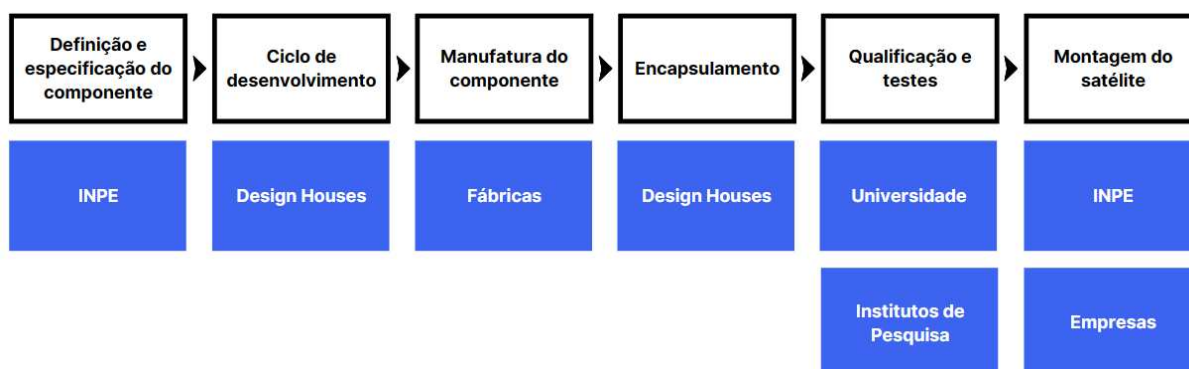 Definição e
especificação do
componente
Ciclo de
desenvolvimento
Manufatura do
componente
Encapsulamento
Qualificação e
testes
Montagem do
satélite
INPE
Design Houses
Fábricas
Design Houses
Universidade
INPE
Institutos de
Pesquisa
Empresas